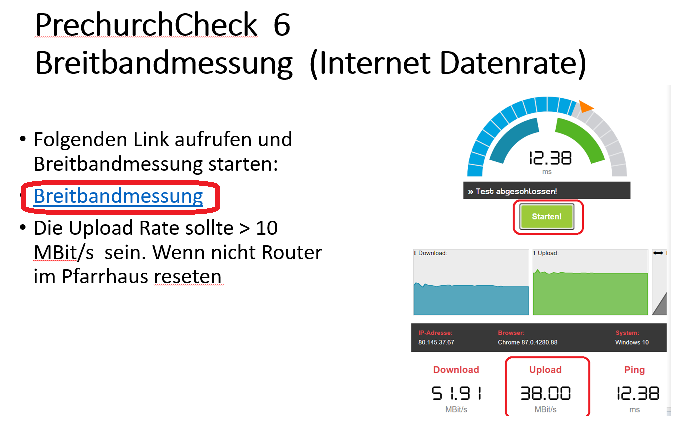 PrechurchCheck 6
Breitbandmessung (Internet Datenrate)
• Folgenden Link aufrufen und
Breitbandmessung starten:
• Breitbandmessung
• Die Upload Rate sollte > 10
MBit/s sein. Wenn nicht Router
im Pfarrhaus reseten
12.38
ms
» Test abgeschlossen!
Starten!
Download
Upload
IP-Adresse: Browser: System:
80.145.37.67 Chrome 87.0.4280.88 Windows 10
Download Upload Ping
51.91 38.00 12.38
MBit/s MBit/s ms